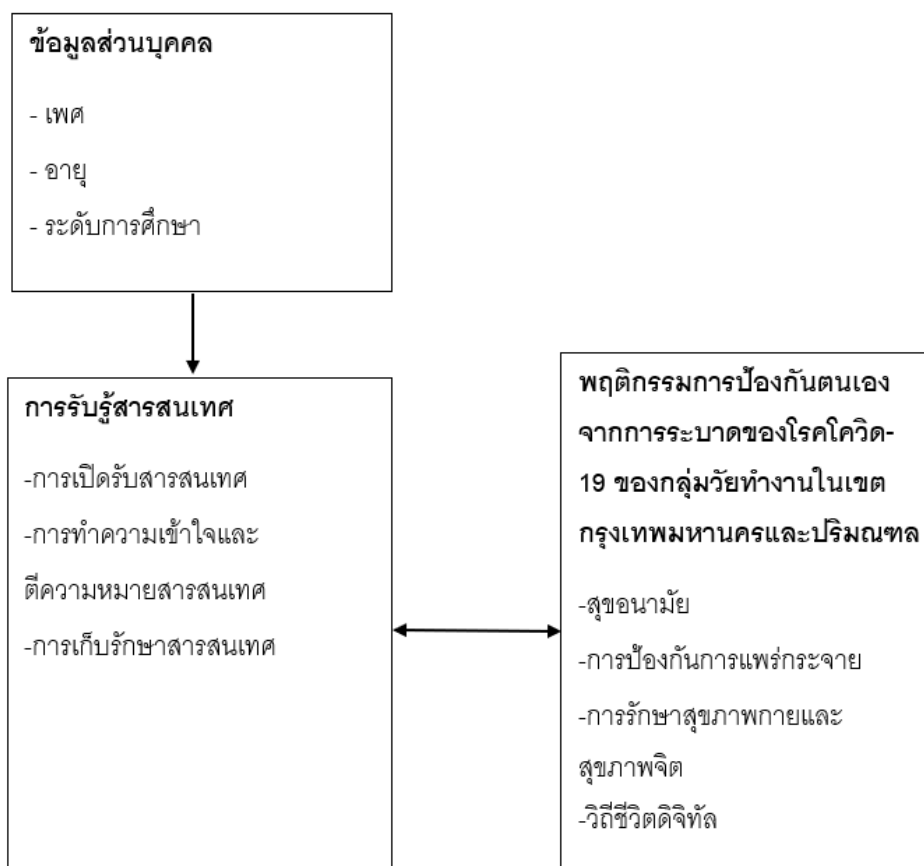 ข้อมูลส่วนบุคคล
- เพศ
- อายุ
- ระดับการศึกษา
การรับรู้สารสนเทศ
-การเปิดรับสารสนเทศ
-การทำความเข้าใจและ
ตีความหมายสารสนเทศ
-การเก็บรักษาสารสนเทศ
พฤติกรรมการป้องกันตนเอง
จากการระบาดของโรคโควิด-
19 ของกลุ่มวัยทำงานในเขต
กรุงเทพมหานครและปริมณฑล
-สุขอนามัย
-การป้องกันการแพร่กระจาย
-การรักษาสุขภาพกายและ
สุขภาพจิต
-วิถีชีวิตดิจิทัล